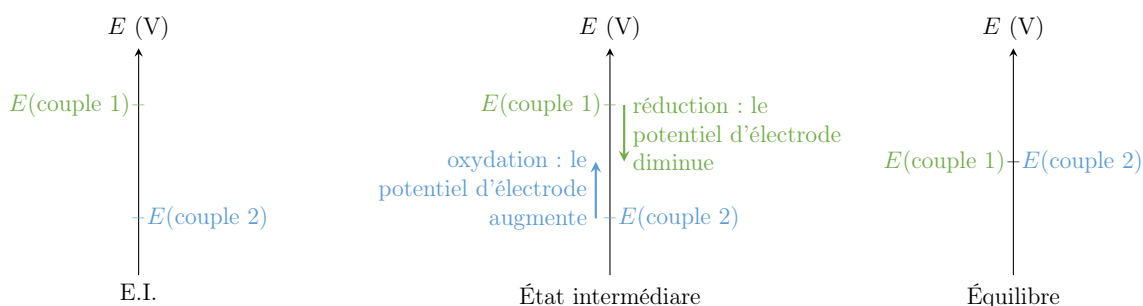 E (V)
E(couple 1)
E(couple 2)
E.I.
E (V)
E(couple 1)
réduction : le
potentiel d'électrode
diminue
oxydation : le
potentiel d'électrode
augmente
E(couple 2)
État intermédiare
E (V)
E(couple 1) E(couple 2)
Équilibre